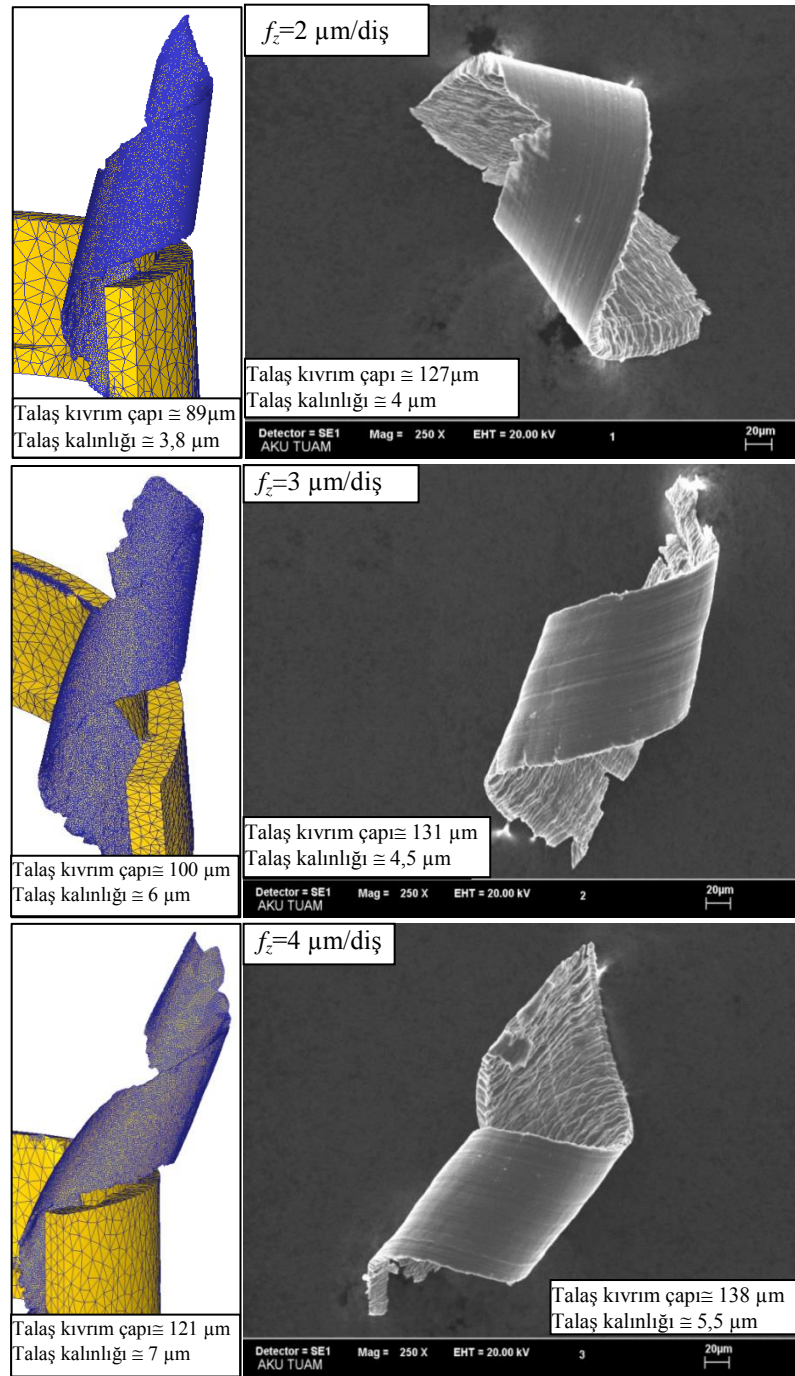 f_z=2 µm/diş
Talaş kıvrım çapı ≅ 89µm
Talaş kalınlığı ≅ 3,8 µm
Talaş kıvrım çapı ≅ 127µm
Talaş kalınlığı ≅ 4 µm
Detector = SE1 Mag = 250 X EHT = 20.00 kV 1 20µm
AKU TUAM
f_z=3 µm/diş
Talaş kıvrım çapı≅ 100 µm
Talaş kalınlığı ≅ 6 µm
Talaş kıvrım çapı≅ 131 µm
Talaş kalınlığı ≅ 4,5 µm
Detector = SE1 Mag = 250 X EHT = 20.00 kV 2 20µm
AKU TUAM
f_z=4 µm/diş
Talaş kıvrım çapı≅ 121 µm
Talaş kalınlığı ≅ 7 µm
Talaş kıvrım çapı≅ 138 µm
Talaş kalınlığı ≅ 5,5 µm
Detector = SE1 Mag = 250 X EHT = 20.00 kV 3 20µm
AKU TUAM